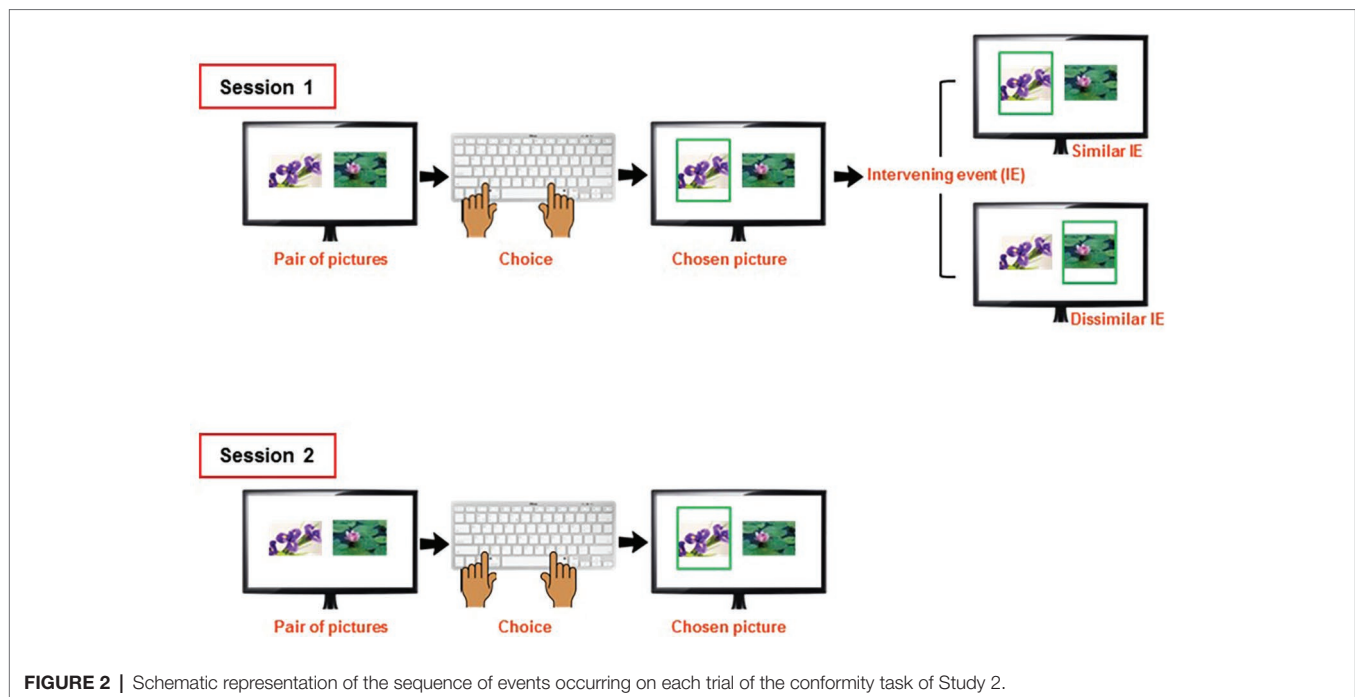 Session 1
Pair of pictures
Choice
Chosen picture
Intervening event (IE)
Similar IE
Dissimilar IE
Session 2
Pair of pictures
Choice
Chosen picture
FIGURE 2 | Schematic representation of the sequence of events occurring on each trial of the conformity task of Study 2.